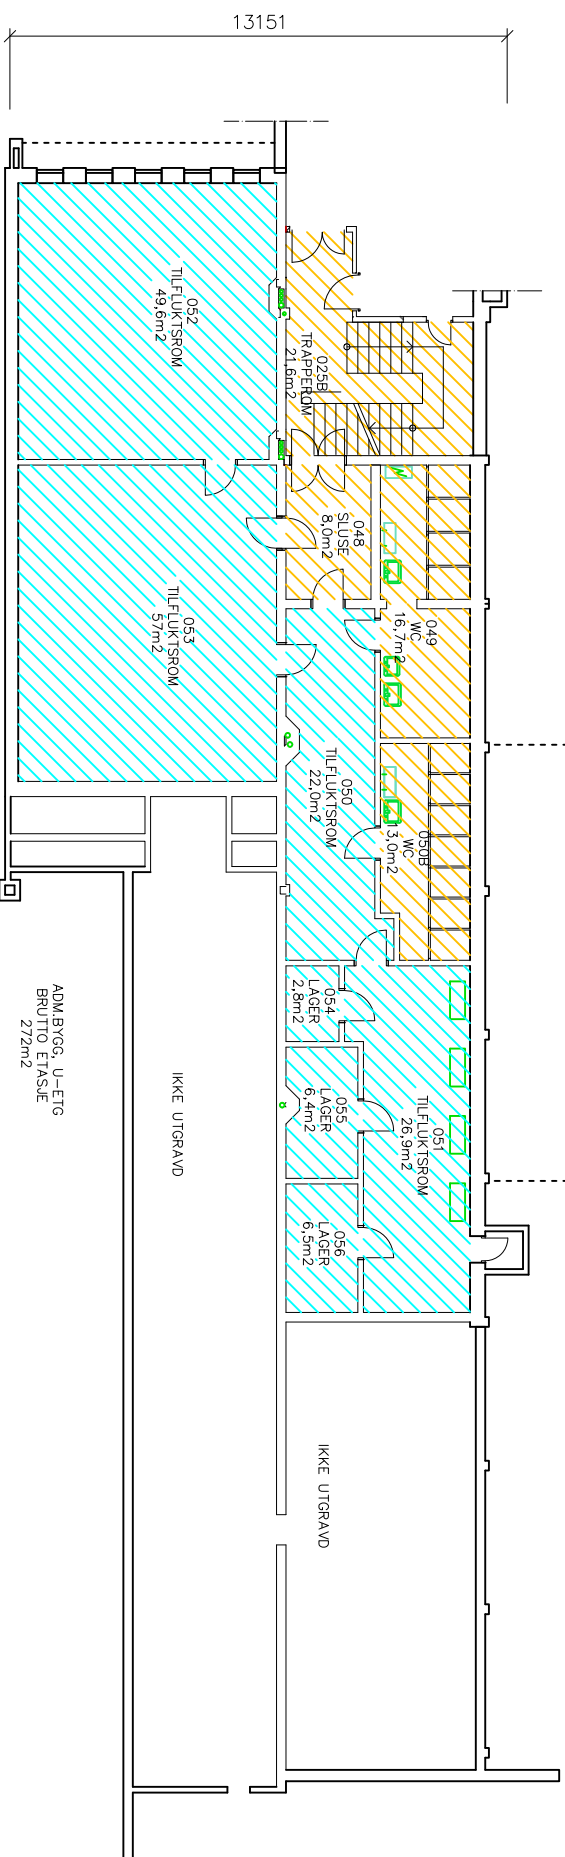 13151
052
TILFLUKTSROM
49,6m2
025B
TRAPPEROM
21,6m2
048
SLUSE
8,0m2
049
WC
16,7m2
053
TILFLUKTSROM
57m2
050
TILFLUKTSROM
22,0m2
050B
WC
13,0m2
054
LAGER
2,8m2
055
LAGER
6,4m2
051
TILFLUKTSROM
26,9m2
056
LAGER
6,5m2
ADM.BYGG, U-ETG
BRUTTO ETASJE
272m2
IKKE UTGRAVD
IKKE UTGRAVD